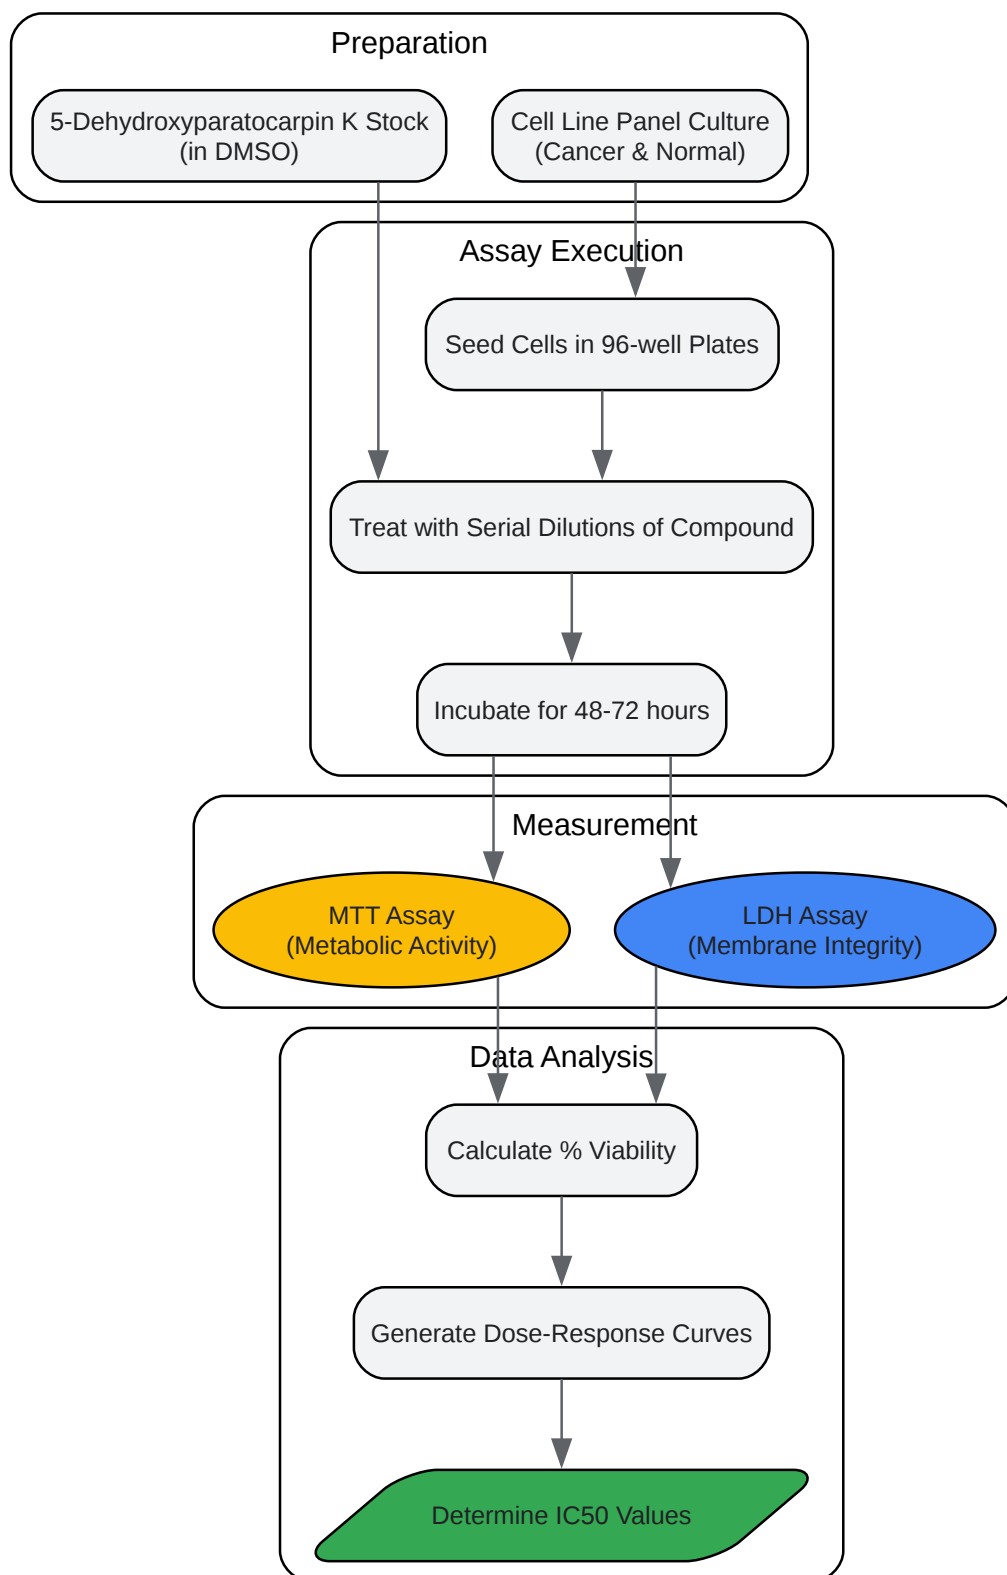 Preparation
5-Dehydroxyparatocarpin K Stock
(in DMSO)
Cell Line Panel Culture
(Cancer & Normal)
Assay Execution
Seed Cells in 96-well Plates
Treat with Serial Dilutions of Compound
Incubate for 48-72 hours
Measurement
MTT Assay
(Metabolic Activity)
LDH Assay
(Membrane Integrity)
Data Analysis
Calculate % Viability
Generate Dose-Response Curves
Determine IC50 Values